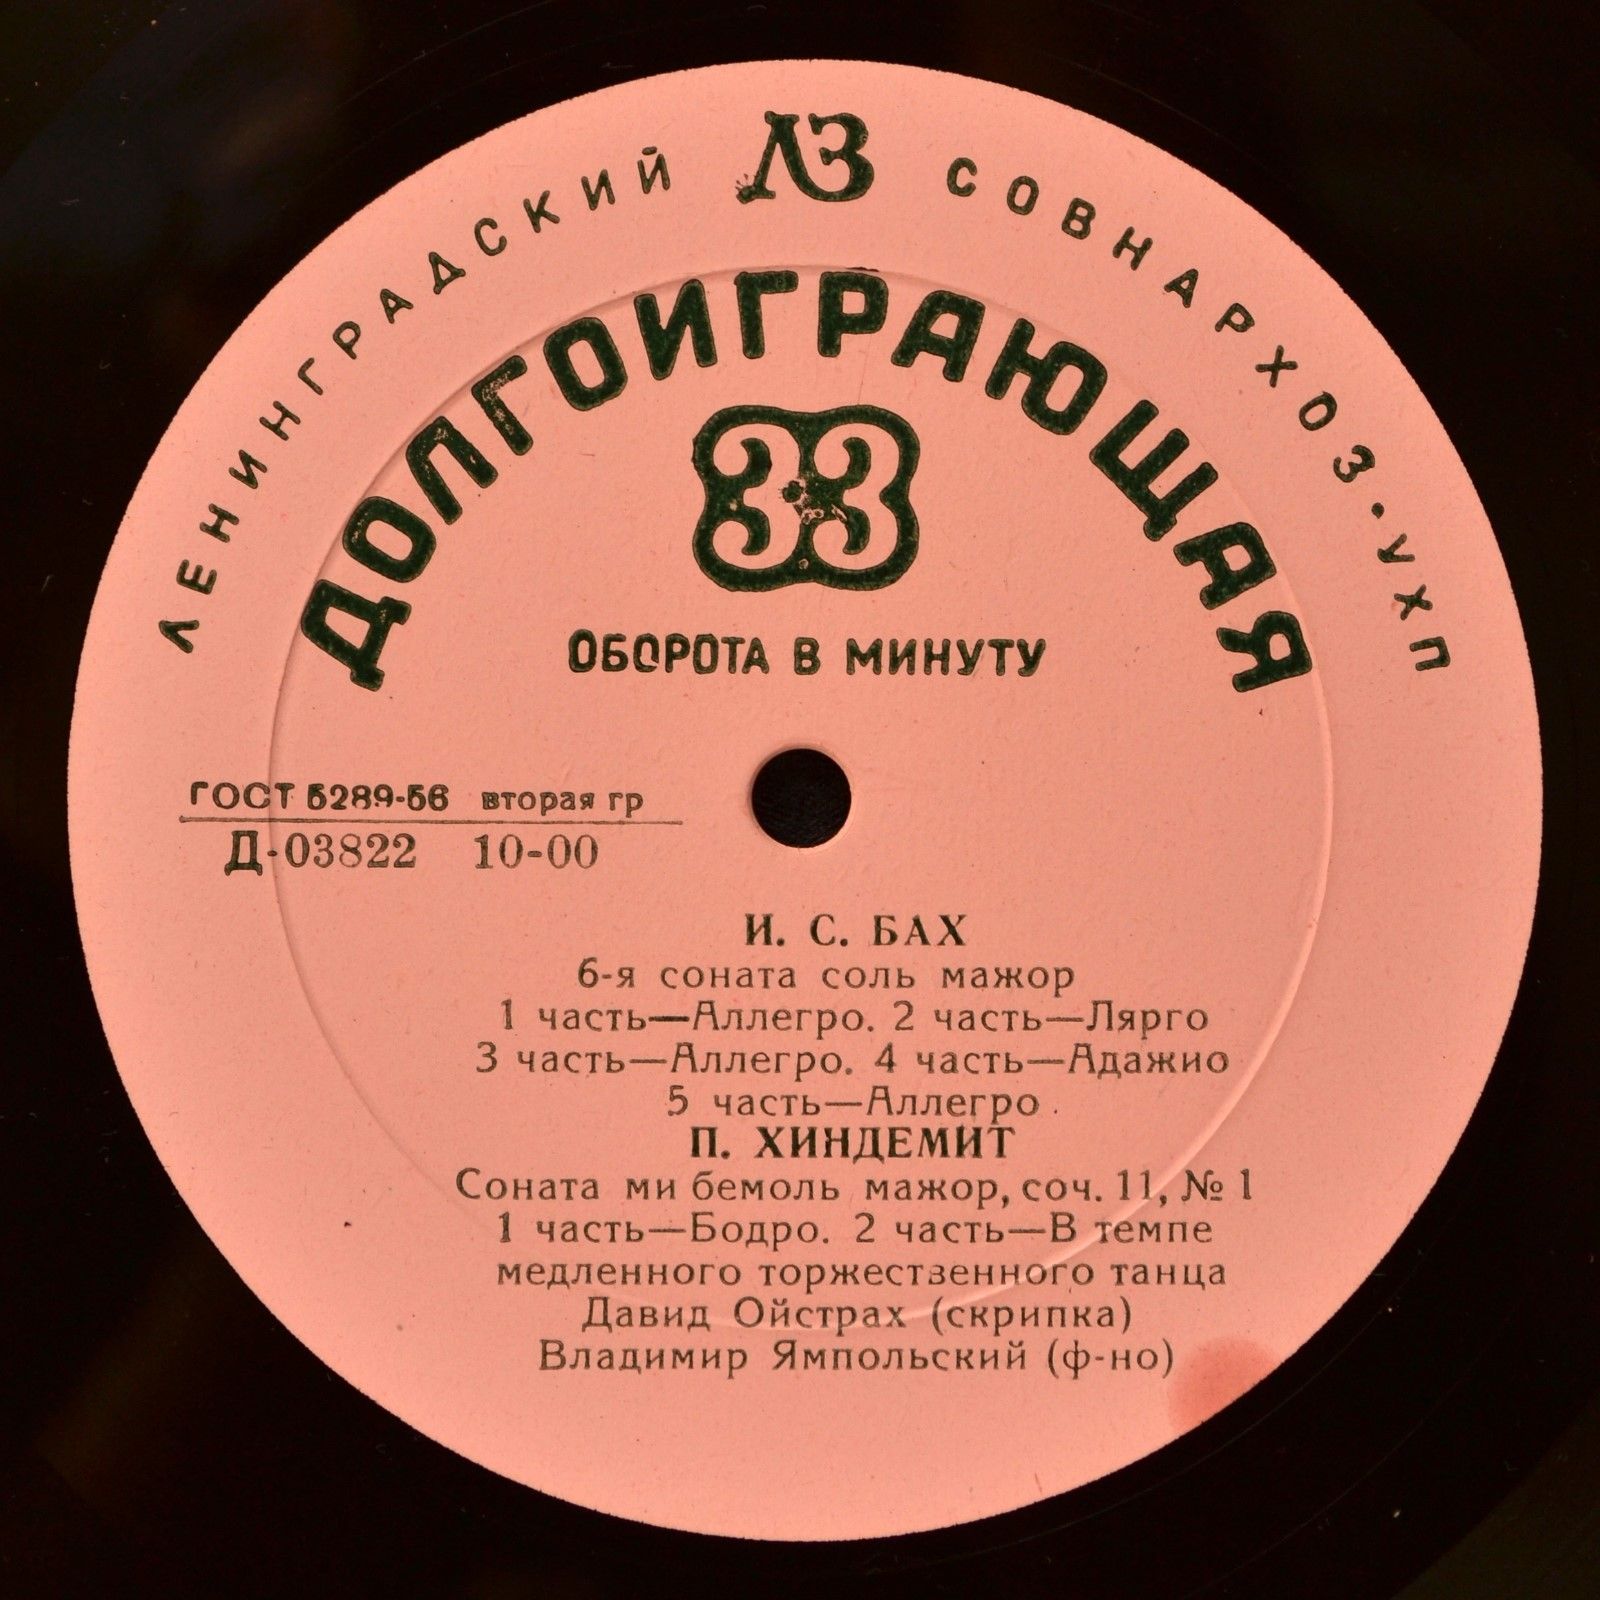 ЛЕНИНГРАДСКИЙ ЛЗ СОВНАРХОЗ·УХП
ДОЛГОИГРАЮЩАЯ
33
ОБОРОТА В МИНУТУ
ГОСТ 5289-56 вторая гр
Д-03822 10-00
И. С. БАХ
6-я соната соль мажор
1 часть—Аллегро. 2 часть—Лярго
3 часть—Аллегро. 4 часть—Адажио
5 часть—Аллегро.
П. ХИНДЕМИТ
Соната ми бемоль мажор, соч. 11, № 1
1 часть—Бодро. 2 часть—В темпе
медленного торжественного танца
Давид Ойстрах (скрипка)
Владимир Ямпольский (ф-но)